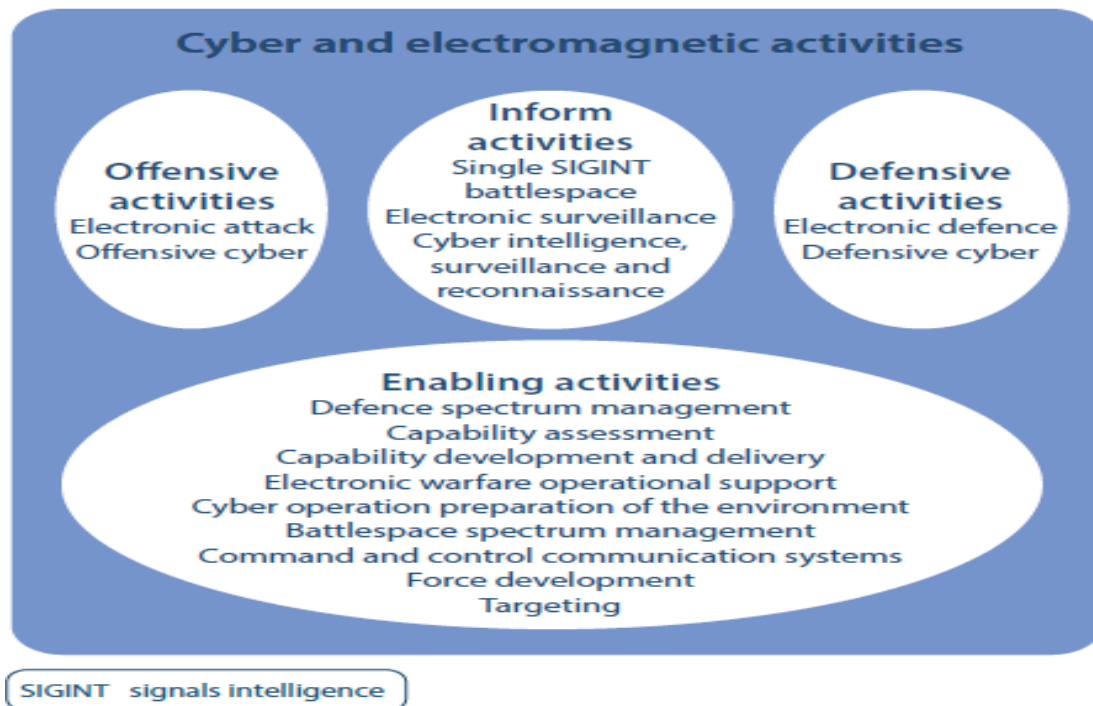 Cyber and electromagnetic activities
Offensive
activities
Electronic attack
Offensive cyber
Inform
activities
Single SIGINT
battlespace
Electronic surveillance
Cyber intelligence,
surveillance and
reconnaissance
Defensive
activities
Electronic defence
Defensive cyber
Enabling activities
Defence spectrum management
Capability assessment
Capability development and delivery
Electronic warfare operational support
Cyber operation preparation of the environment
Battlespace spectrum management
Command and control communication systems
Force development
Targeting
SIGINT signals intelligence